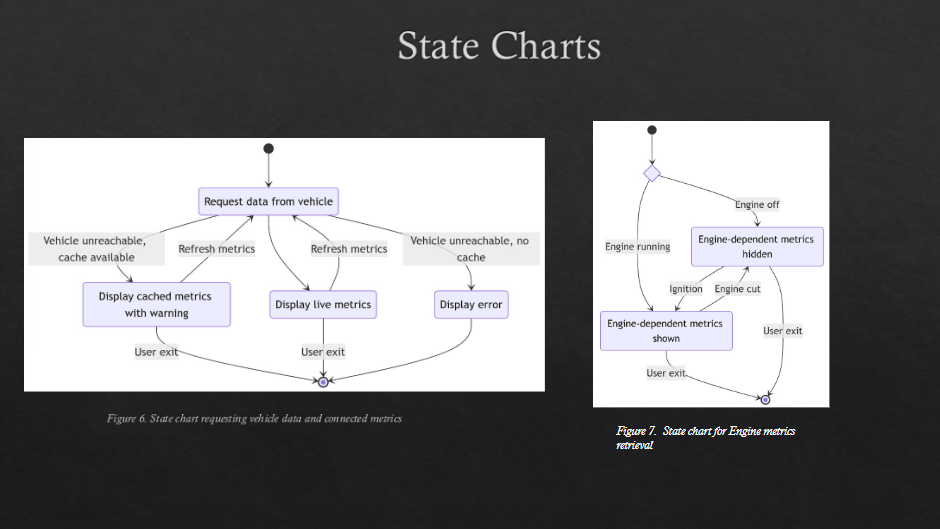 State Charts
Request data from vehicle
Vehicle unreachable,
cache available
Refresh metrics
Refresh metrics
Vehicle unreachable, no
cache
Display cached metrics
with warning
Display live metrics
Display error
User exit
User exit
Figure 6. State chart requesting vehicle data and connected metrics
Engine off
Engine running
Engine-dependent metrics
hidden
Ignition
Engine cut
Engine-dependent metrics
shown
User exit
User exit
Figure 7. State chart for Engine metrics
retrieval